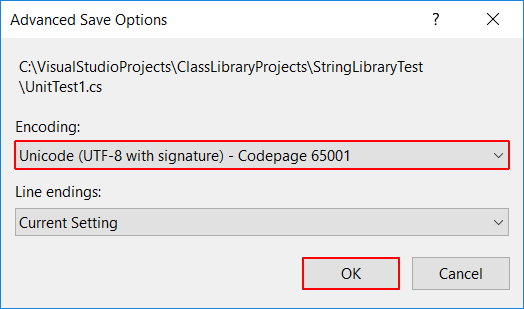 Advanced Save Options
C:\VisualStudioProjects\ClassLibraryProjects\StringLibraryTest
\UnitTest1.cs
Encoding:
Unicode (UTF-8 with signature) - Codepage 65001
Line endings:
Current Setting
OK
Cancel